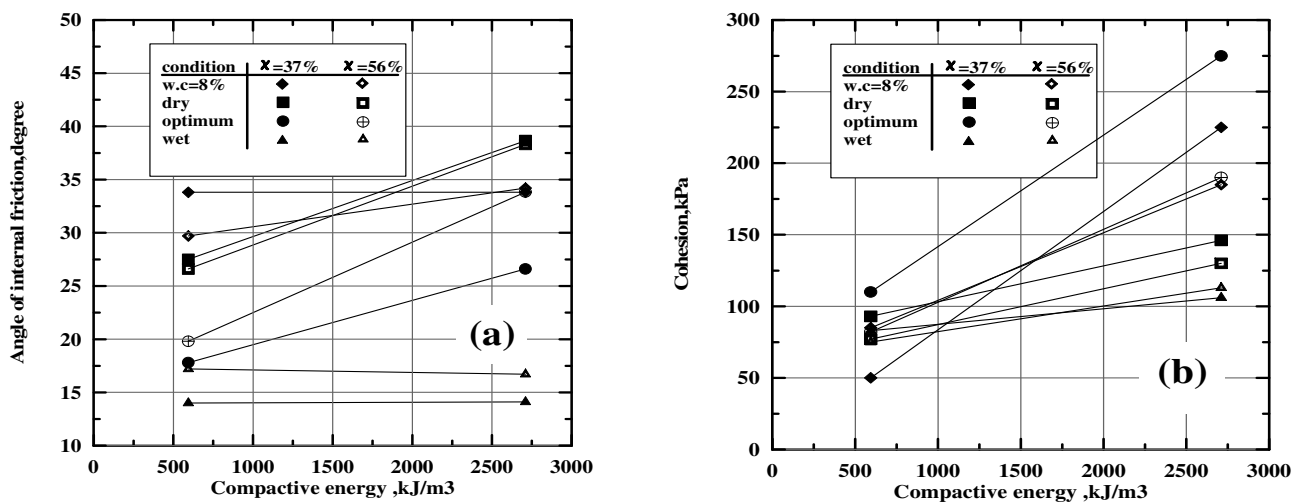 50
45
40
35
30
25
20
15
10
Angle of internal friction,degree
condition x=37% x=56%
w.c=8%
dry
optimum
wet
(a)
0 500 1000 1500 2000 2500 3000
Compactive energy ,kJ/m3
300
250
200
150
100
50
0
Cohesion,kPa
condition x=37% x=56%
w.c=8%
dry
optimum
wet
(b)
0 500 1000 1500 2000 2500 3000
Compactive energy ,kJ/m3